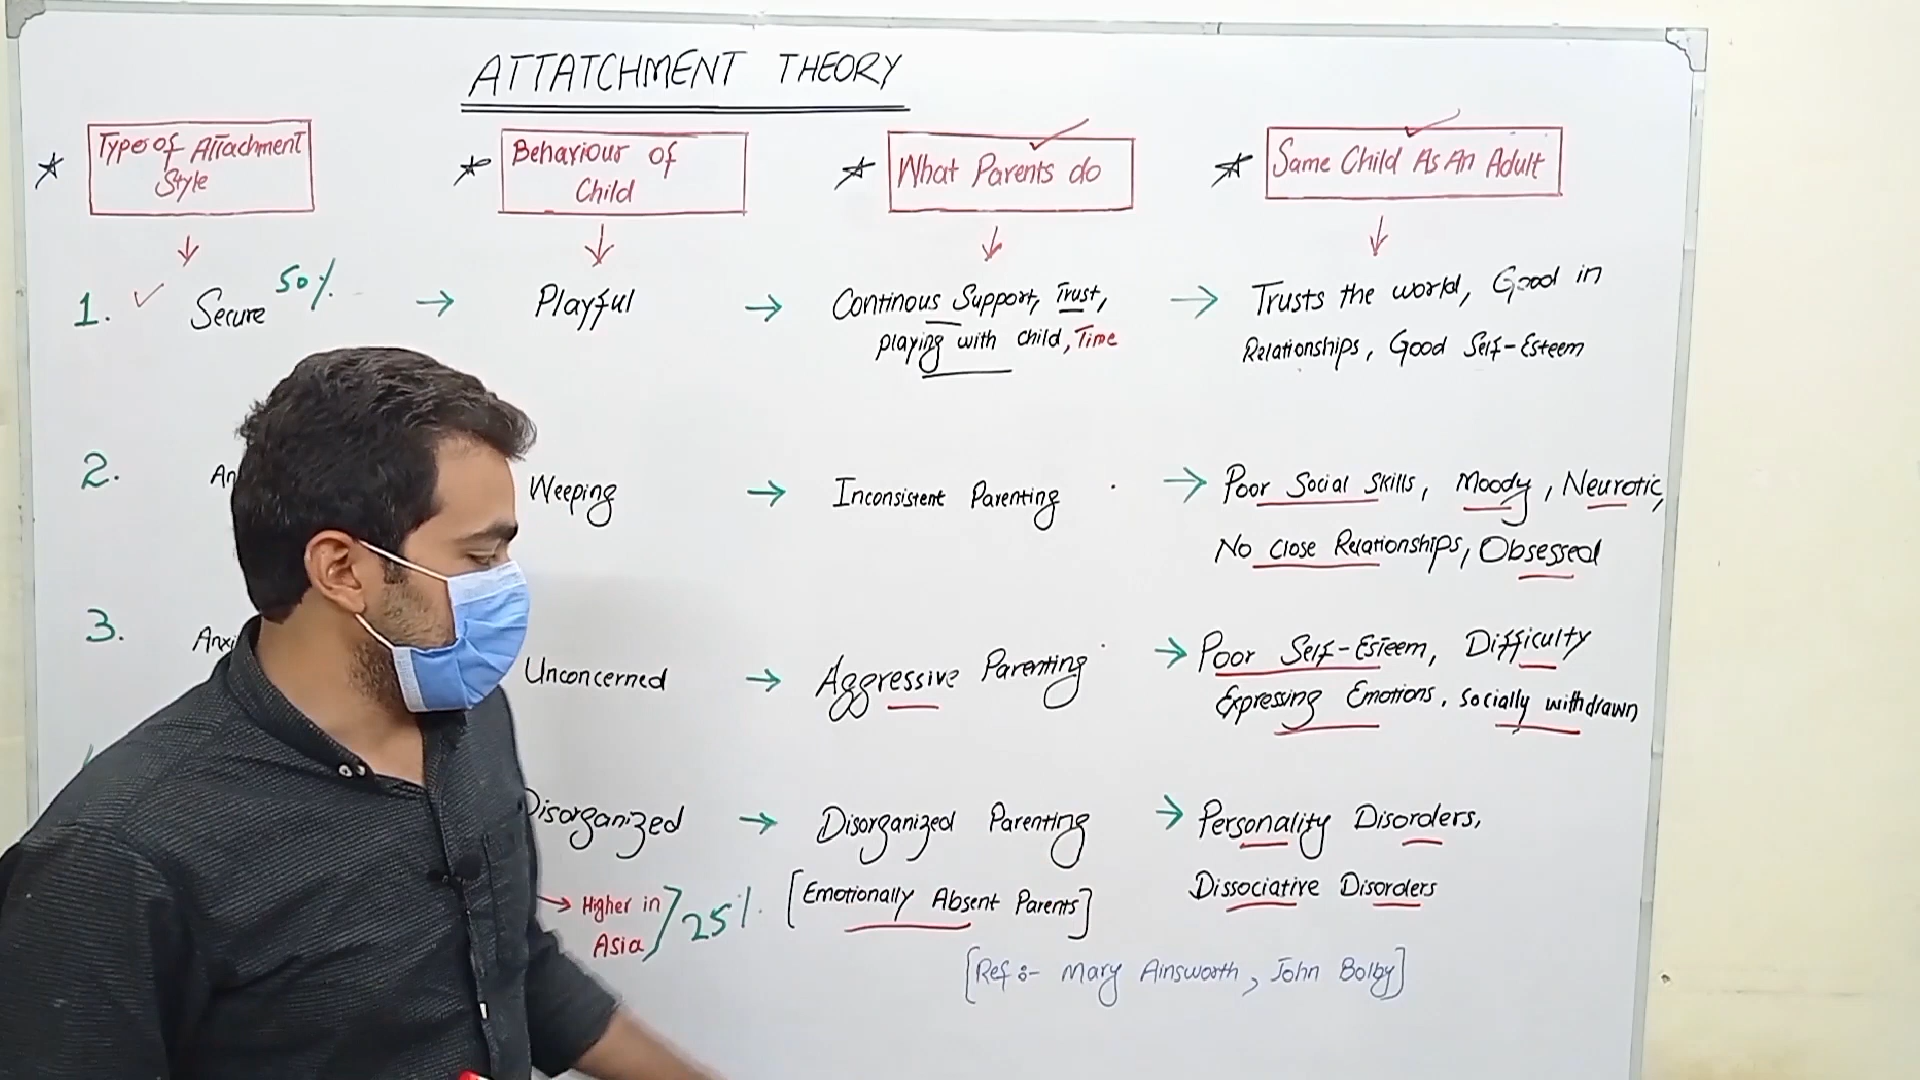 ATTATCHMENT THEORY
Types of Attachment
Style
Behaviour of
Child
What Parents do
Same Child As An Adult
1. Secure 50%
Playful
Continous Support, Trust,
playing with child, Time
Trusts the world, Good in
Relationships, Good Self-Esteem
2.
Weeping
Inconsistent Parenting
Poor Social Skills, Moody, Neurotic,
No Close Relationships, Obsessed
3.
Unconcerned
Aggressive Parenting
Poor Self-Esteem, Difficulty
Expressing Emotions, Socially withdrawn
Disorganized
Disorganized Parenting
[Emotionally Absent Parents]
Personality Disorders,
Dissociative Disorders
Higher in
Asia
25%.
[Ref:- Mary Ainsworth, John Bolby]